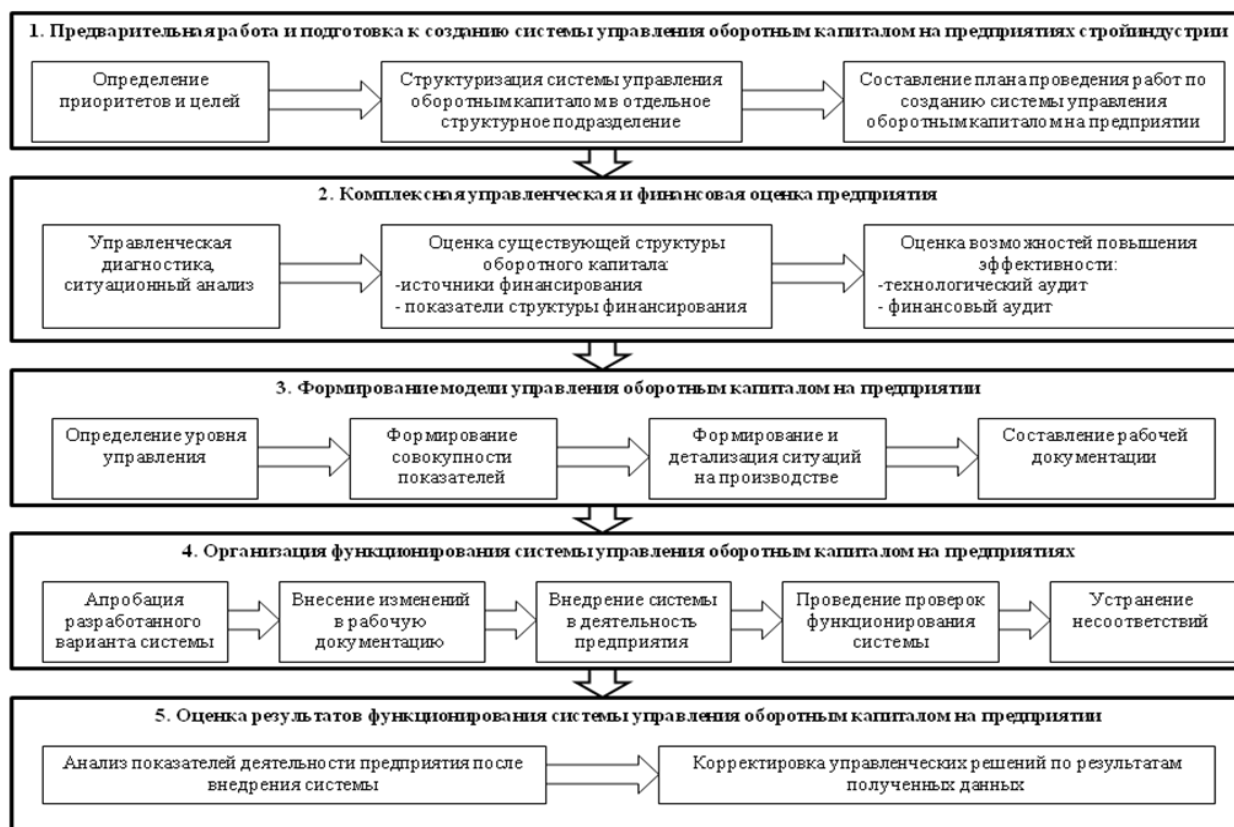 1. Предварительная работа и подготовка к созданию системы управления оборотным капиталом на предприятиях стройиндустрии
Определение
приоритетов и целей
Структуризация системы управления
оборотным капиталом в отдельное
структурное подразделение
Составление плана проведения работ по
созданию системы управления
оборотным капиталом на предприятии
2. Комплексная управленческая и финансовая оценка предприятия
Управленческая
диагностика,
ситуационный анализ
Оценка существующей структуры
оборотного капитала:
-источники финансирования
- показатели структуры финансирования
Оценка возможностей повышения
эффективности:
-технологический аудит
- финансовый аудит
3. Формирование модели управления оборотным капиталом на предприятии
Определение уровня
управления
Формирование
совокупности
показателей
Формирование и
детализация ситуаций
на производстве
Составление рабочей
документации
4. Организация функционирования системы управления оборотным капиталом на предприятиях
Апробация
разработанного
варианта системы
Внесение изменений
в рабочую
документацию
Внедрение системы
в деятельность
предприятия
Проведение проверок
функционирования
системы
Устранение
несоответствий
5. Оценка результатов функционирования системы управления оборотным капиталом на предприятии
Анализ показателей деятельности предприятия после
внедрения системы
Корректировка управленческих решений по результатам
полученных данных